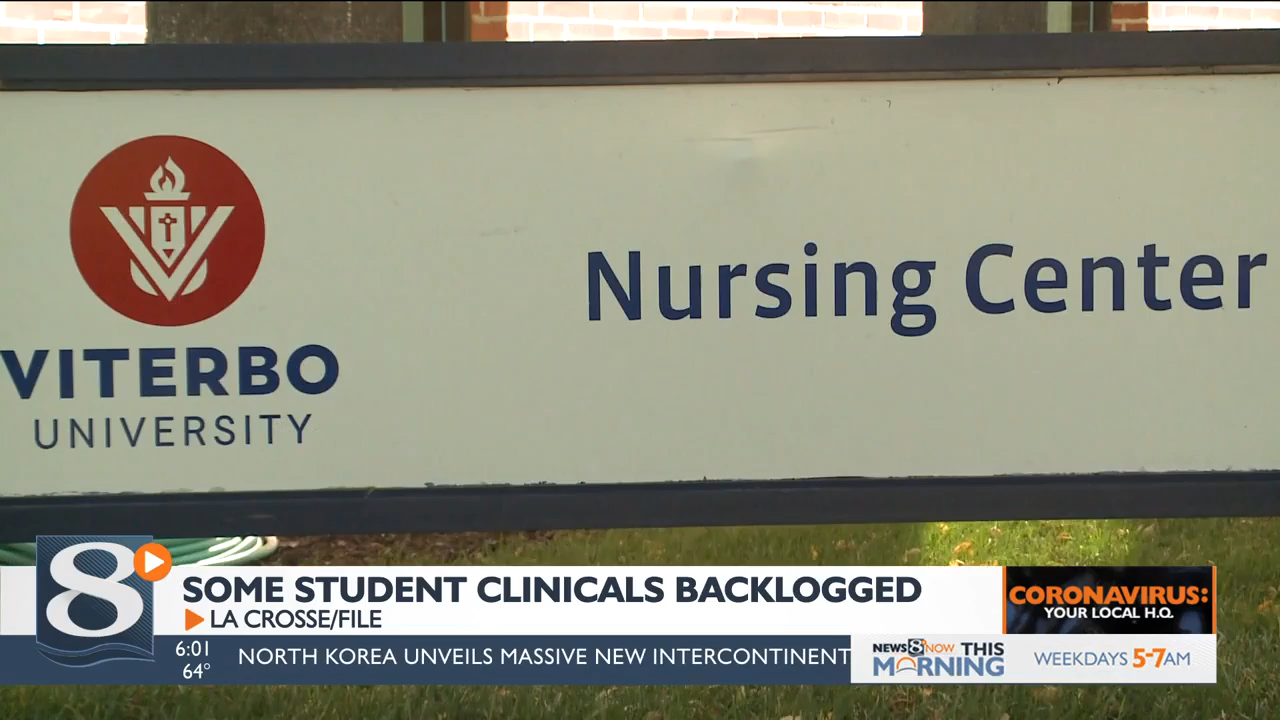 VITERBO
UNIVERSITY
Nursing Center
8
SOME STUDENT CLINICALS BACKLOGGED
LA CROSSE/FILE
CORONAVIRUS:
YOUR LOCAL H.Q.
6:01
64°
NORTH KOREA UNVEILS MASSIVE NEW INTERCONTINENT
NEWS 8 NOW THIS
MORNING
WEEKDAYS 5-7AM